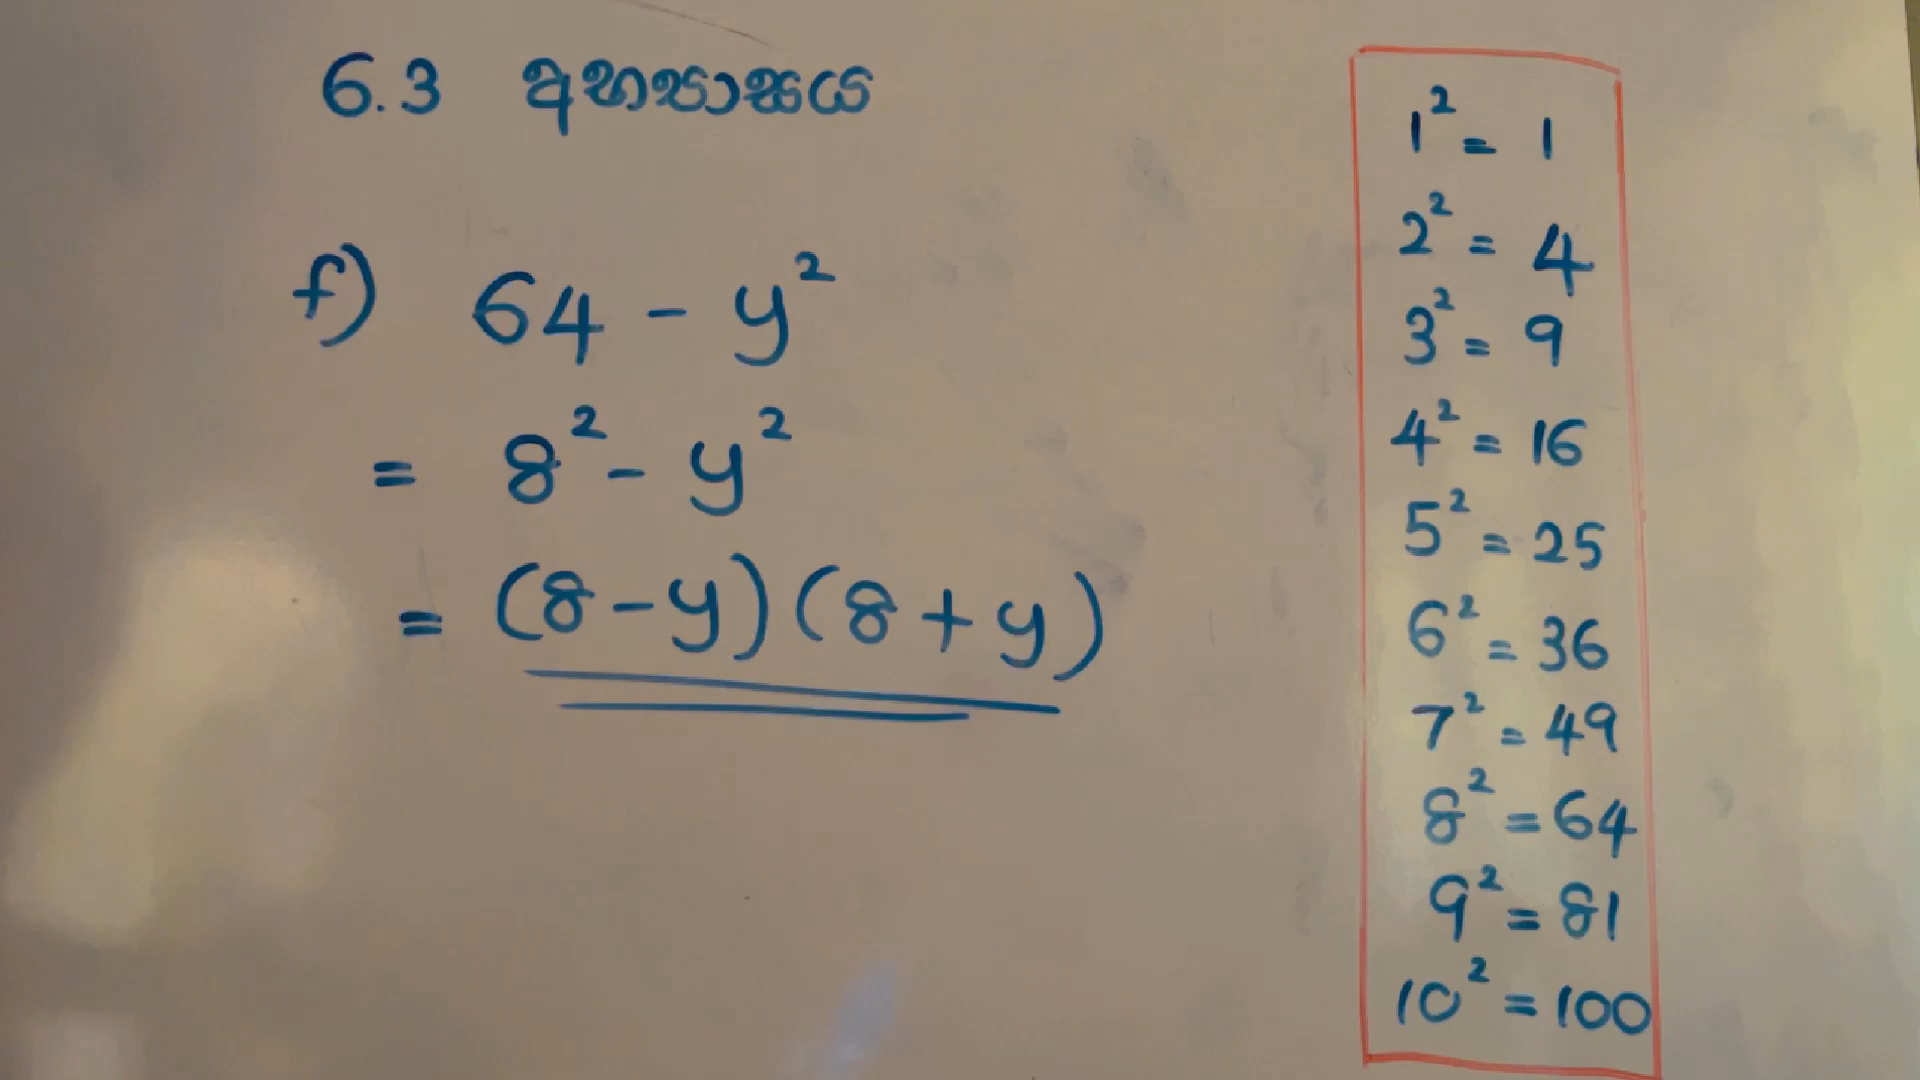 6.3 අභ්‍යාසය
f) 64 - y²
= 8² - y²
= (8 - y) (8 + y)
1² = 1
2² = 4
3² = 9
4² = 16
5² = 25
6² = 36
7² = 49
8² = 64
9² = 81
10² = 100